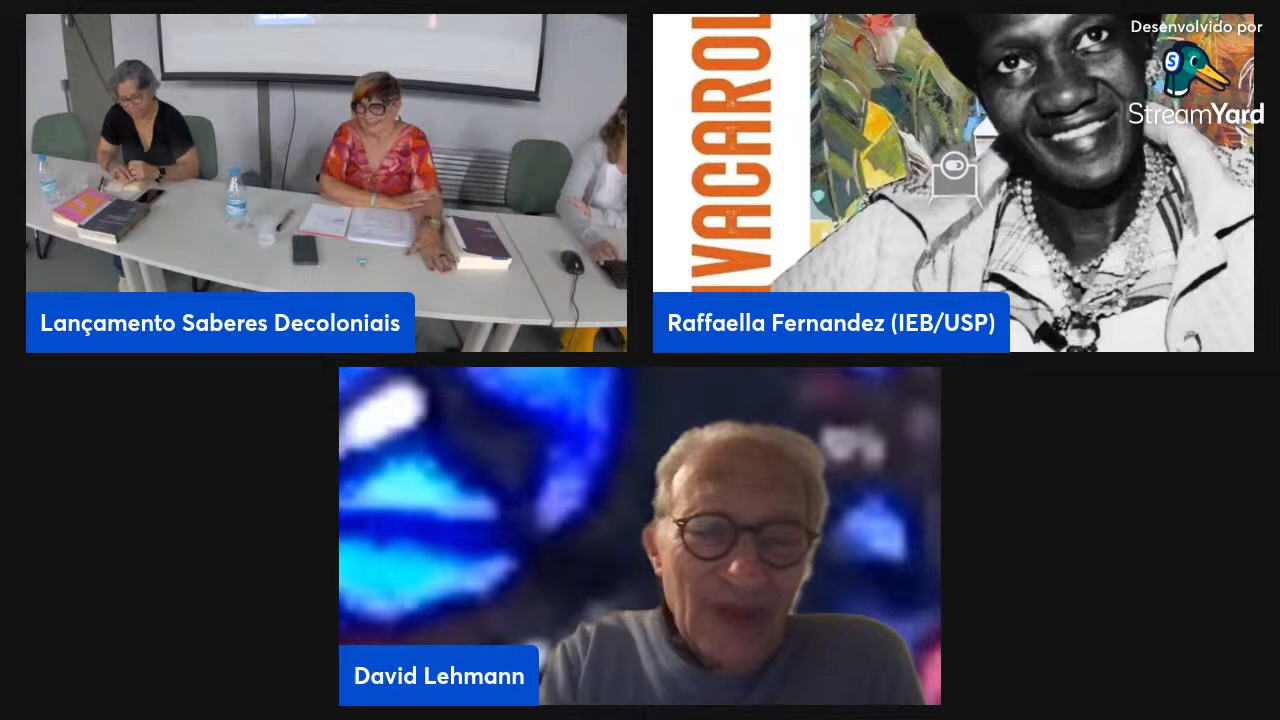 Desenvolvido por
StreamYard
Lançamento Saberes Decoloniais
Raffaella Fernandez (IEB/USP)
David Lehmann